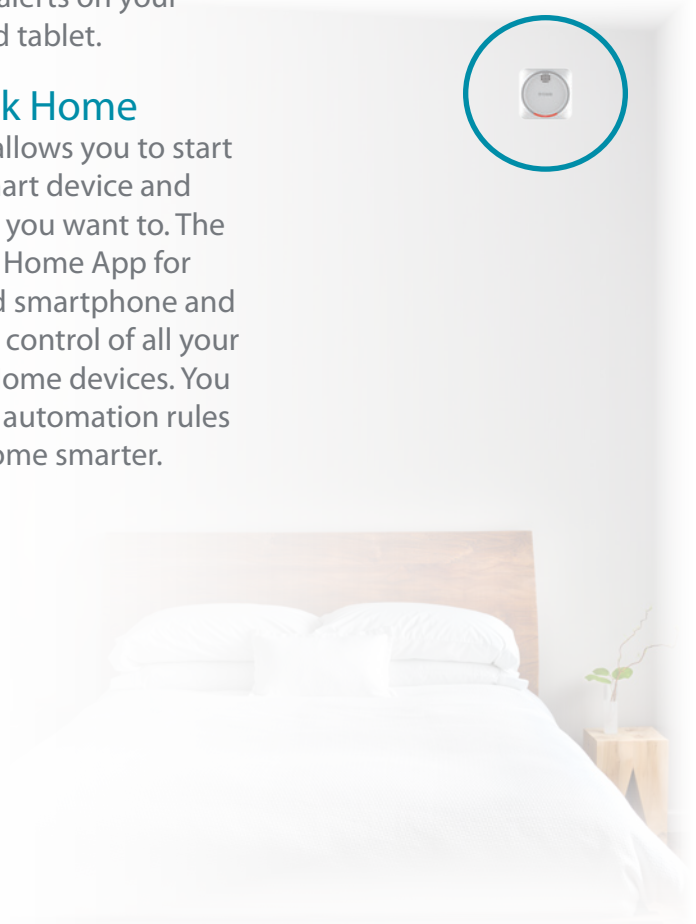 alerts on your
d tablet.
k Home
allows you to start
art device and
you want to. The
Home App for
d smartphone and
control of all your
ome devices. You
automation rules
ome smarter.